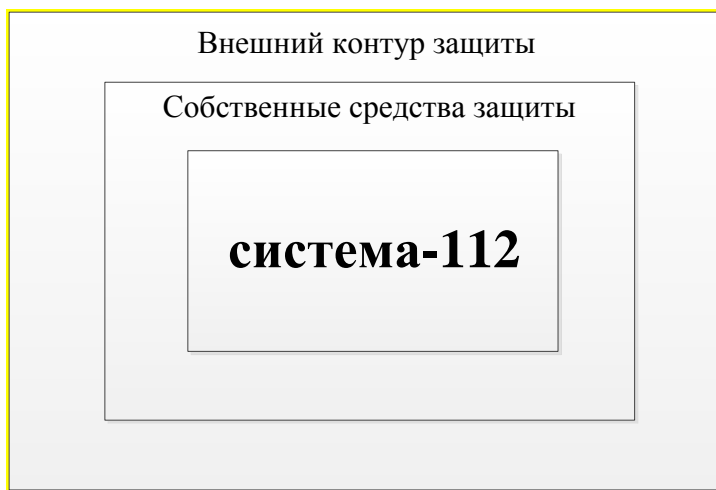 Внешний контур защиты
Собственные средства защиты
система-112